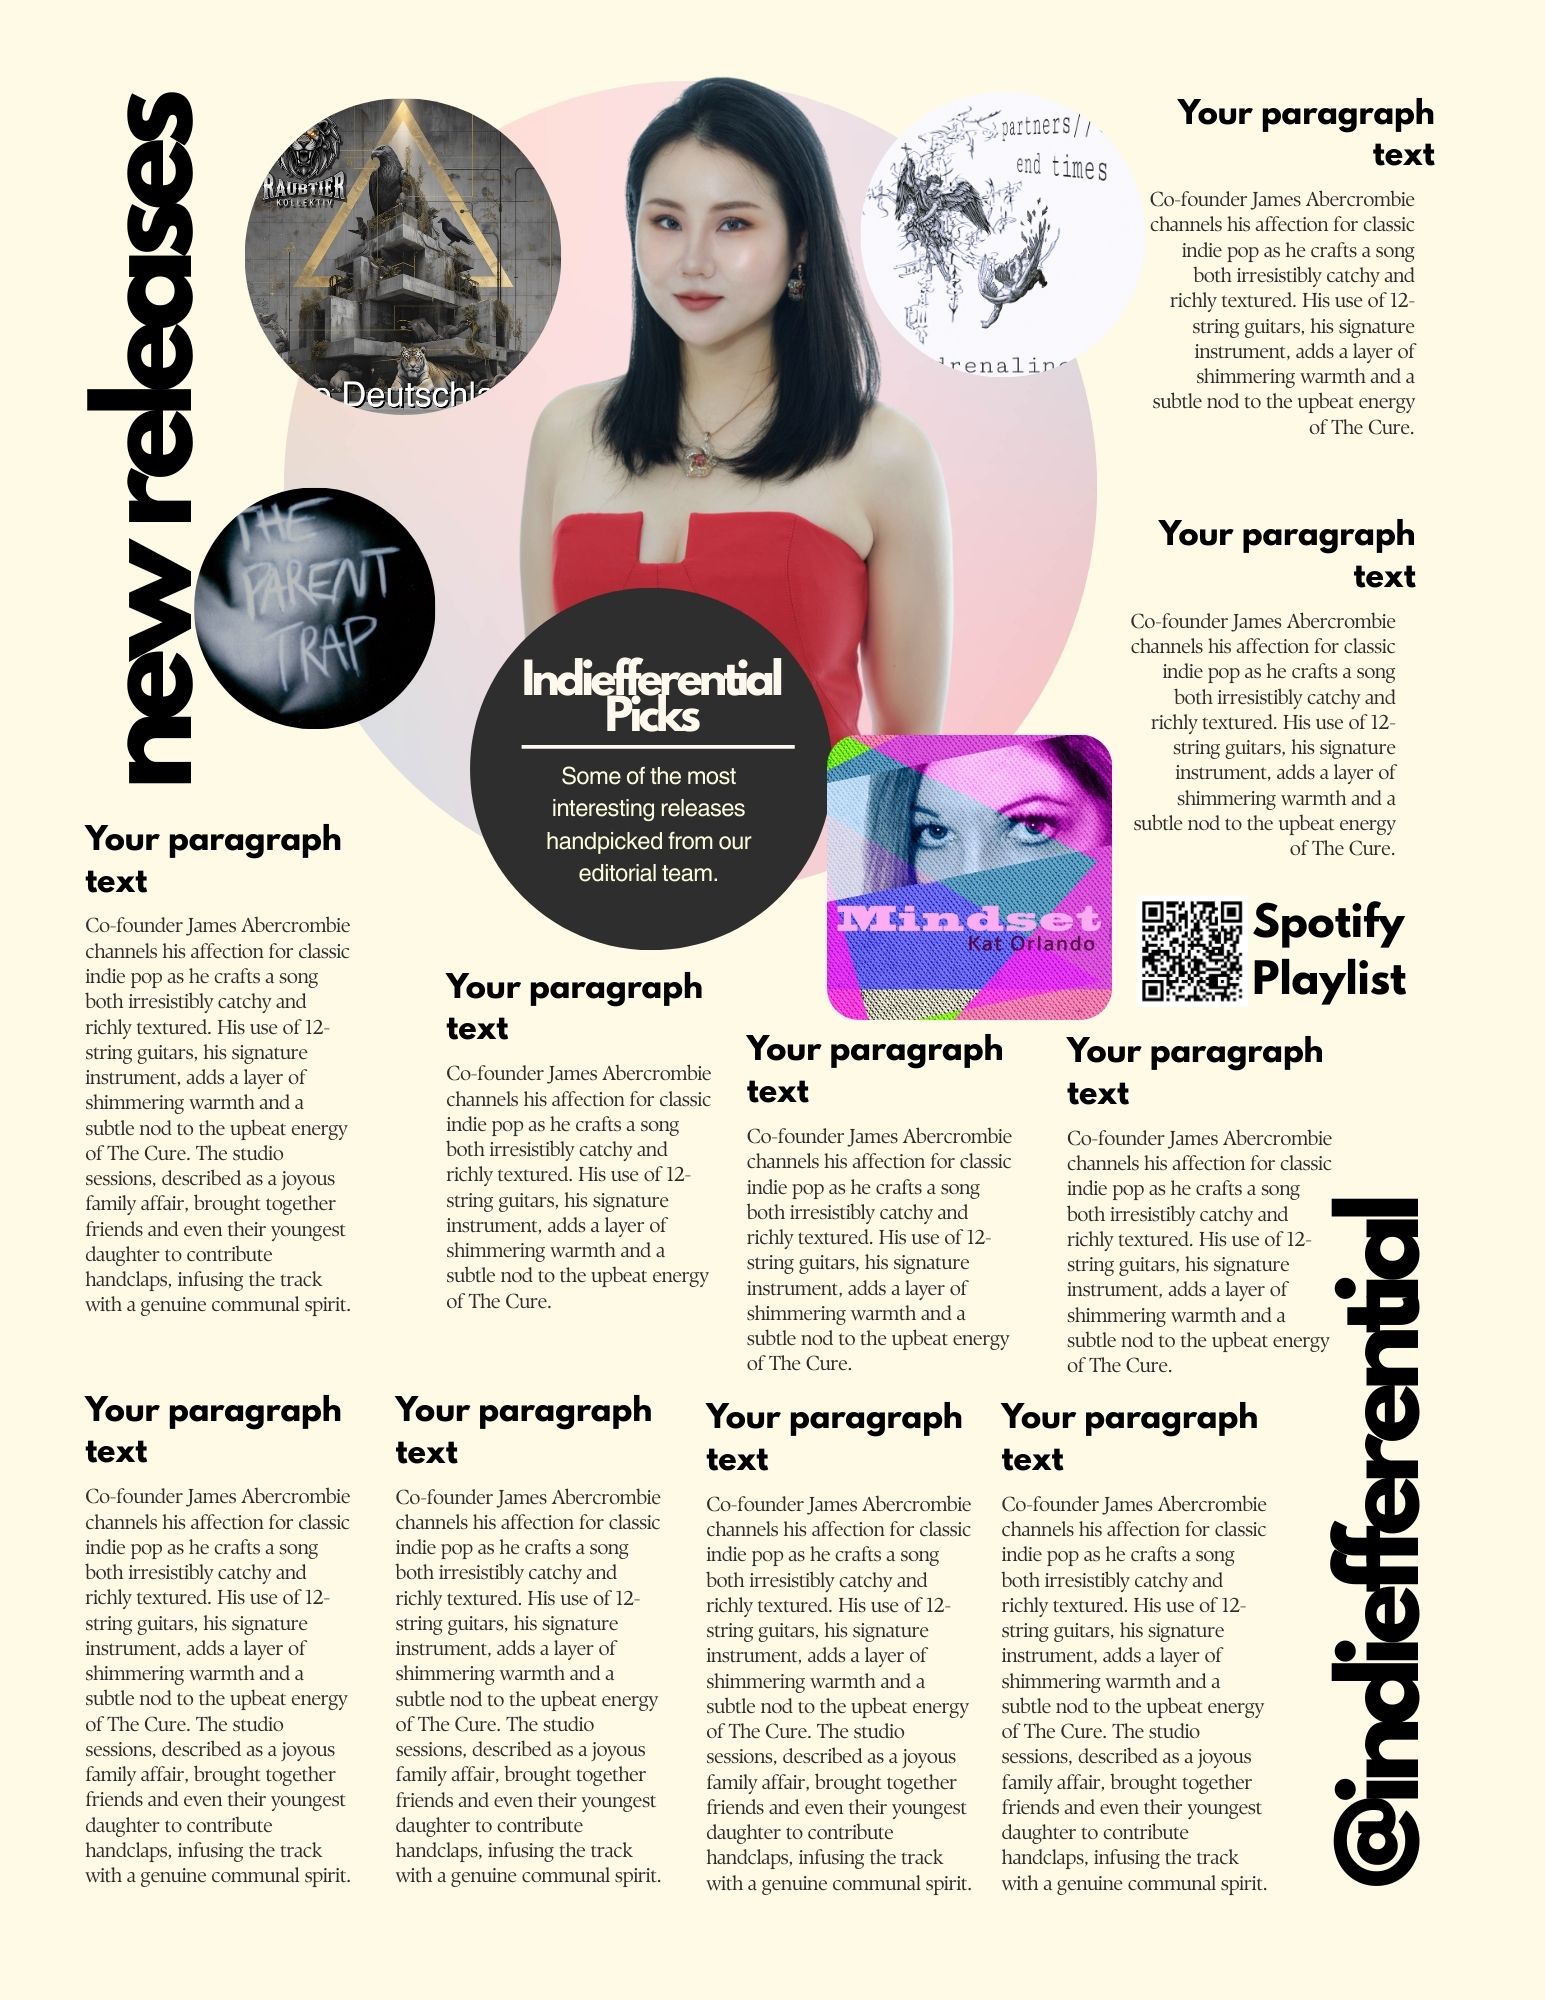 new releases
RAUBTIER
KOLLEKTIV
Deutschla
partners//
end times
drenaline
THE
PARENT
TRAP
Indiefferential
Picks
Some of the most
interesting releases
handpicked from our
editorial team.
Mindset
Kat Orlando
Your paragraph
text
Co-founder James Abercrombie
channels his affection for classic
indie pop as he crafts a song
both irresistibly catchy and
richly textured. His use of 12-
string guitars, his signature
instrument, adds a layer of
shimmering warmth and a
subtle nod to the upbeat energy
of The Cure.
Your paragraph
text
Co-founder James Abercrombie
channels his affection for classic
indie pop as he crafts a song
both irresistibly catchy and
richly textured. His use of 12-
string guitars, his signature
instrument, adds a layer of
shimmering warmth and a
subtle nod to the upbeat energy
of The Cure.
Spotify
Playlist
Your paragraph
text
Co-founder James Abercrombie
channels his affection for classic
indie pop as he crafts a song
both irresistibly catchy and
richly textured. His use of 12-
string guitars, his signature
instrument, adds a layer of
shimmering warmth and a
subtle nod to the upbeat energy
of The Cure. The studio
sessions, described as a joyous
family affair, brought together
friends and even their youngest
daughter to contribute
handclaps, infusing the track
with a genuine communal spirit.
Your paragraph
text
Co-founder James Abercrombie
channels his affection for classic
indie pop as he crafts a song
both irresistibly catchy and
richly textured. His use of 12-
string guitars, his signature
instrument, adds a layer of
shimmering warmth and a
subtle nod to the upbeat energy
of The Cure.
Your paragraph
text
Co-founder James Abercrombie
channels his affection for classic
indie pop as he crafts a song
both irresistibly catchy and
richly textured. His use of 12-
string guitars, his signature
instrument, adds a layer of
shimmering warmth and a
subtle nod to the upbeat energy
of The Cure.
Your paragraph
text
Co-founder James Abercrombie
channels his affection for classic
indie pop as he crafts a song
both irresistibly catchy and
richly textured. His use of 12-
string guitars, his signature
instrument, adds a layer of
shimmering warmth and a
subtle nod to the upbeat energy
of The Cure.
Your paragraph
text
Co-founder James Abercrombie
channels his affection for classic
indie pop as he crafts a song
both irresistibly catchy and
richly textured. His use of 12-
string guitars, his signature
instrument, adds a layer of
shimmering warmth and a
subtle nod to the upbeat energy
of The Cure. The studio
sessions, described as a joyous
family affair, brought together
friends and even their youngest
daughter to contribute
handclaps, infusing the track
with a genuine communal spirit.
Your paragraph
text
Co-founder James Abercrombie
channels his affection for classic
indie pop as he crafts a song
both irresistibly catchy and
richly textured. His use of 12-
string guitars, his signature
instrument, adds a layer of
shimmering warmth and a
subtle nod to the upbeat energy
of The Cure. The studio
sessions, described as a joyous
family affair, brought together
friends and even their youngest
daughter to contribute
handclaps, infusing the track
with a genuine communal spirit.
Your paragraph
text
Co-founder James Abercrombie
channels his affection for classic
indie pop as he crafts a song
both irresistibly catchy and
richly textured. His use of 12-
string guitars, his signature
instrument, adds a layer of
shimmering warmth and a
subtle nod to the upbeat energy
of The Cure. The studio
sessions, described as a joyous
family affair, brought together
friends and even their youngest
daughter to contribute
handclaps, infusing the track
with a genuine communal spirit.
Your paragraph
text
Co-founder James Abercrombie
channels his affection for classic
indie pop as he crafts a song
both irresistibly catchy and
richly textured. His use of 12-
string guitars, his signature
instrument, adds a layer of
shimmering warmth and a
subtle nod to the upbeat energy
of The Cure. The studio
sessions, described as a joyous
family affair, brought together
friends and even their youngest
daughter to contribute
handclaps, infusing the track
with a genuine communal spirit.
@indiefferential